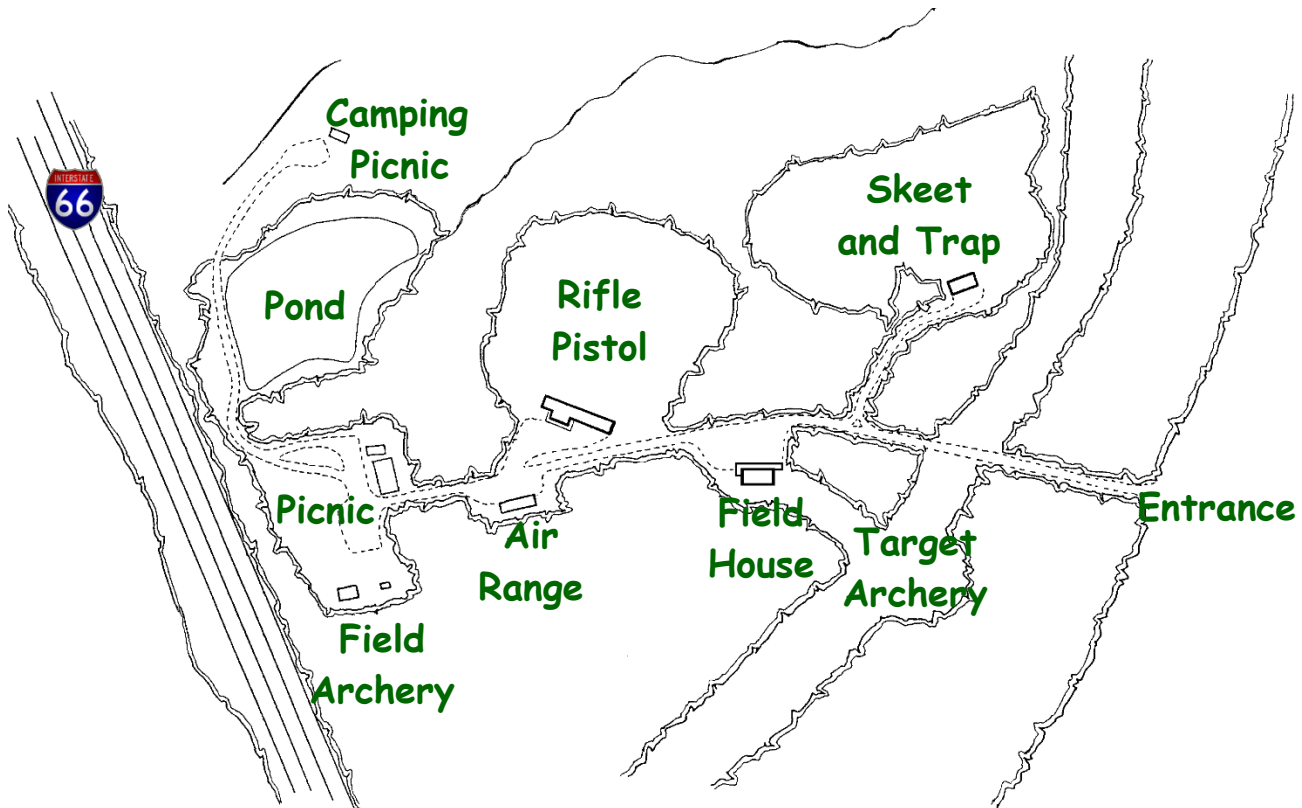 Camping
Picnic
INTERSTATE
66
Skeet
and Trap
Pond
Rifle
Pistol
Picnic
Air
Range
Field
House
Target
Archery
Entrance
Field
Archery